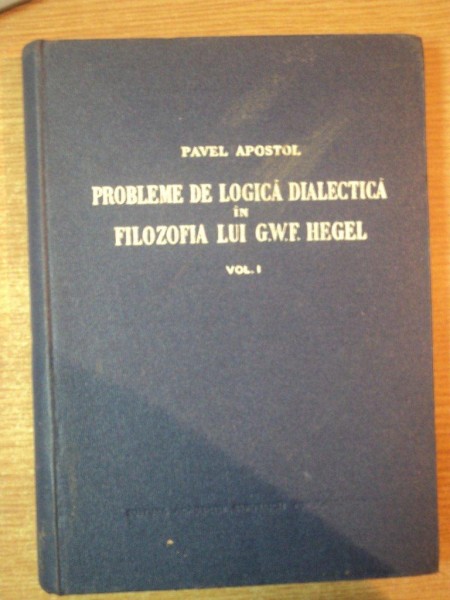 PAVEL APOSTOL
PROBLEME DE LOGICĂ DIALECTICĂ
ÎN
FILOZOFIA LUI G.W.F. HEGEL
VOL. I